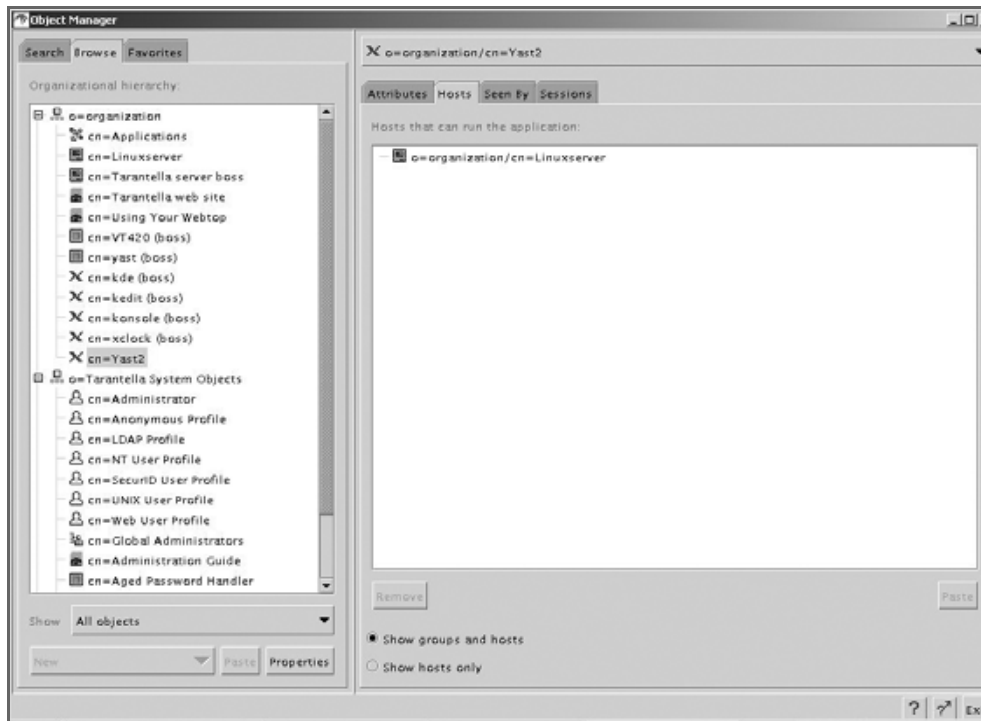 Object Manager
Search Browse Favorites
Organizational hierarchy:
o=organization
cn=Applications
cn=Linuxserver
cn=Tarantella server boss
cn=Tarantella web site
cn=Using Your Webtop
cn=VT420 (boss)
cn=yast (boss)
cn=kde (boss)
cn=kedit (boss)
cn=konsole (boss)
cn=xclock (boss)
cn=Yast2
o=Tarantella System Objects
cn=Administrator
cn=Anonymous Profile
cn=LDAP Profile
cn=NT User Profile
cn=SecurID User Profile
cn=UNIX User Profile
cn=Web User Profile
cn=Global Administrators
cn=Administration Guide
cn=Aged Password Handler
Show All objects
New Paste Properties
o=organization/cn=Yast2
Attributes Hosts Seen By Sessions
Hosts that can run the application:
o=organization/cn=Linuxserver
Remove Paste
Show groups and hosts
Show hosts only
? ? Ex